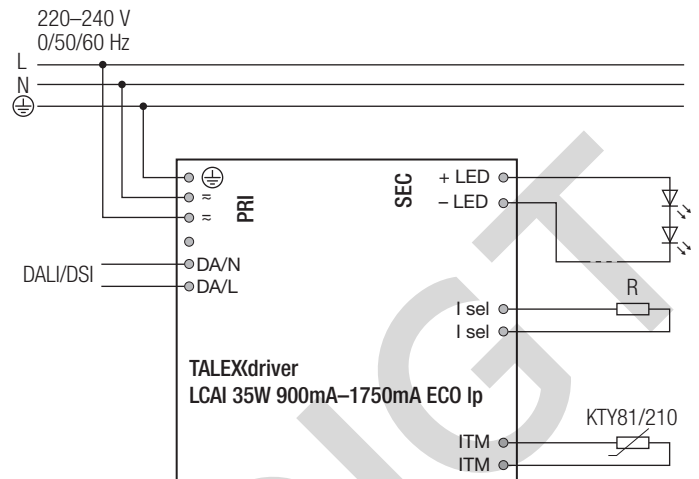 220–240 V
0/50/60 Hz
L
N
PRI
SEC
+ LED
– LED
≂
≂
DALI/DSI
DA/N
DA/L
R
I sel
I sel
TALEXdriver
LCAI 35W 900mA–1750mA ECO lp
KTY81/210
ITM
ITM